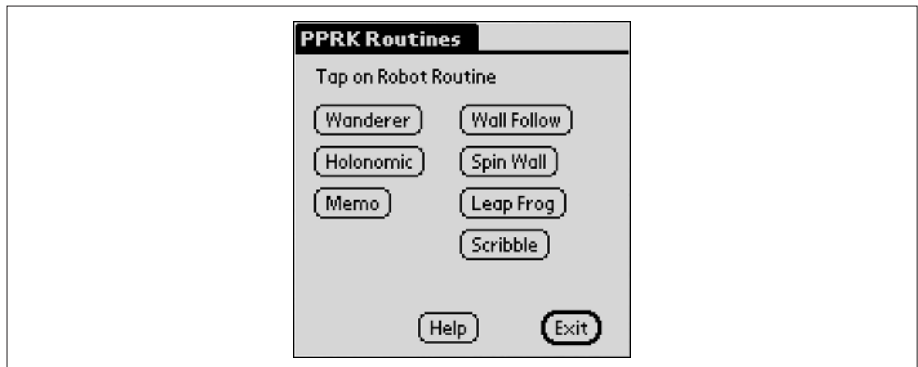 PPRK Routines
Tap on Robot Routine
Wanderer
Wall Follow
Holonomic
Spin Wall
Memo
Leap Frog
Scribble
Help
Exit